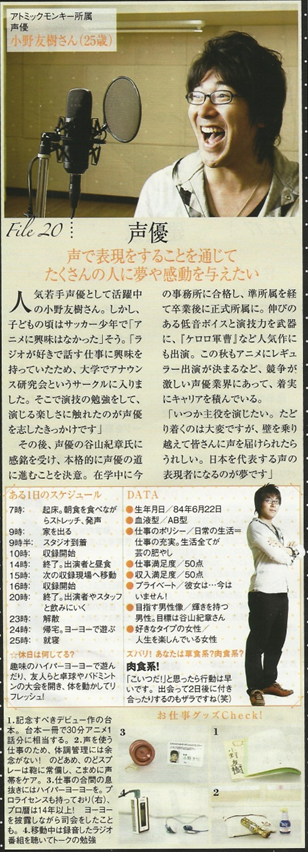 アトミックモンキー所属
声優
小野友樹さん(25歳)
File 20
声優
声で表現をすることを通じて
たくさんの人に夢や感動を与えたい
人気若手声優として活躍中
の小野友樹さん。しかし、
子どもの頃はサッカー少年で「ア
ニメに興味はなかった」そう。「ラ
ジオが好きで話す仕事に興味を
持っていたため、大学でアナウン
ス研究会というサークルに入りま
した。そこで演技の勉強をして、
演じる楽しさに触れたのが声優
を志したきっかけです」
その後、声優の谷山紀章氏に
感銘を受け、本格的に声優の道
に進むことを決意。在学中に今
の事務所に合格し、準所属を経
て卒業後に正式所属に。伸びの
ある低音ボイスと演技力を武器
に、『ケロロ軍曹』など人気作に
も出演。この秋もアニメにレギュ
ラー出演が決まるなど、競争が
激しい声優業界にあって、着実
にキャリアを積んでいる。
「いつか主役を演じたい。たど
り着くのは大変ですが、壁を乗り
越えて皆さんに声を届けられたら
うれしい。日本を代表する声の
表現者になるのが夢です」
ある1日のスケジュール
7時: 起床。朝食を食べなが
らストレッチ、発声
9時: 家を出る
9時半: スタジオ到着
10時: 収録開始
14時: 終了。出演者と昼食
15時: 次の収録現場へ移動
16時: 収録開始
20時: 終了。出演者やスタッフ
と飲みにいく
23時: 解散
24時: 帰宅。ヨーヨーで遊ぶ
25時: 就寝
☆休日は何してる?
趣味のハイパーヨーヨーで遊ん
だり、友人らと卓球やバドミント
ンの大会を開き、体を動かしてリ
フレッシュ!
DATA
●生年月日/84年6月22日
●血液型/AB型
●仕事のポリシー/日常の生活=
仕事の充実。生活全てが
芸の肥やし
●仕事満足度/50点
●収入満足度/50点
●プライベート/彼女は…今は
いません!
●目指す男性像/輝きを持つ
男性。目標は谷山紀章さん
●好きなタイプの女性/
人生を楽しんでいる女性
ズバリ! あなたは草食系?肉食系?
肉食系!
「こいつだ!」と思ったら行動は早
いです。出会って2日後に付き
合ったりするのもザラですね(笑)
お仕事グッズCheck!
1
2
3
4
1.記念すべきデビュー作の台
本。台本一冊で30分アニメ1
話分に相当する。2.声を使う
仕事のため、体調管理には余
念がない! のどあめ、のどスプ
レーは鞄に常備し、こまめに声
帯をケア。3.仕事の合間の息
抜きにはハイパーヨーヨーを。プ
ロライセンスも持っており(右)、
プロ歴は14年以上! ヨーヨー
を披露しながら司会をしたこと
も。4.移動中は録音したラジオ
番組を聴いてトークの勉強